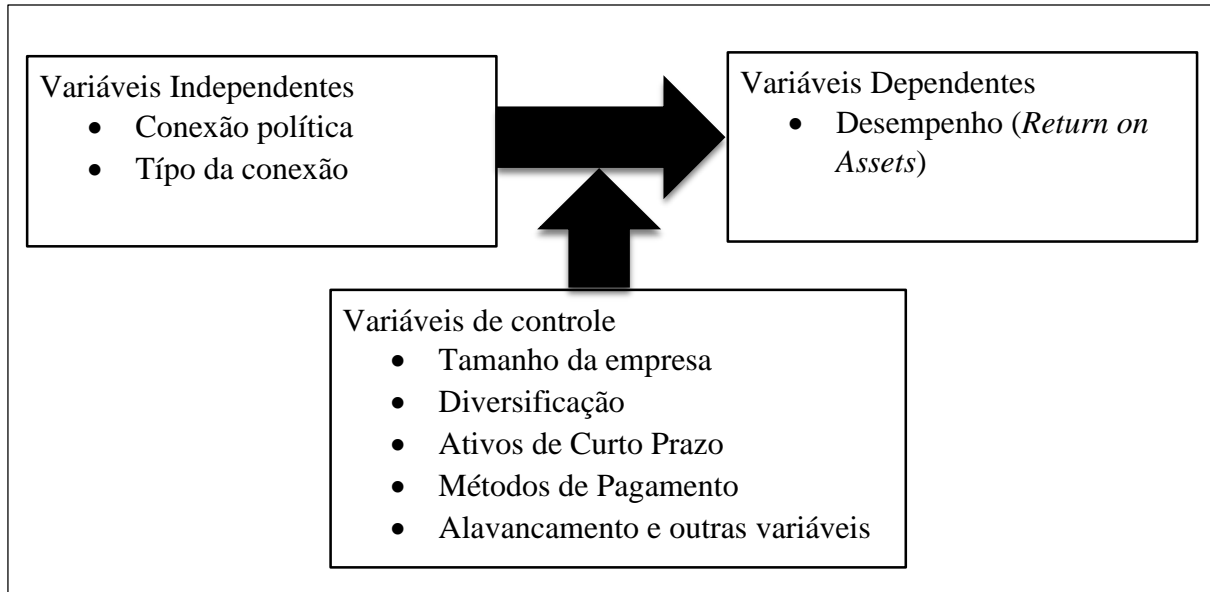 Variáveis Independentes
• Conexão política
• Típo da conexão
Variáveis Dependentes
• Desempenho (Return on
Assets)
Variáveis de controle
• Tamanho da empresa
• Diversificação
• Ativos de Curto Prazo
• Métodos de Pagamento
• Alavancamento e outras variáveis